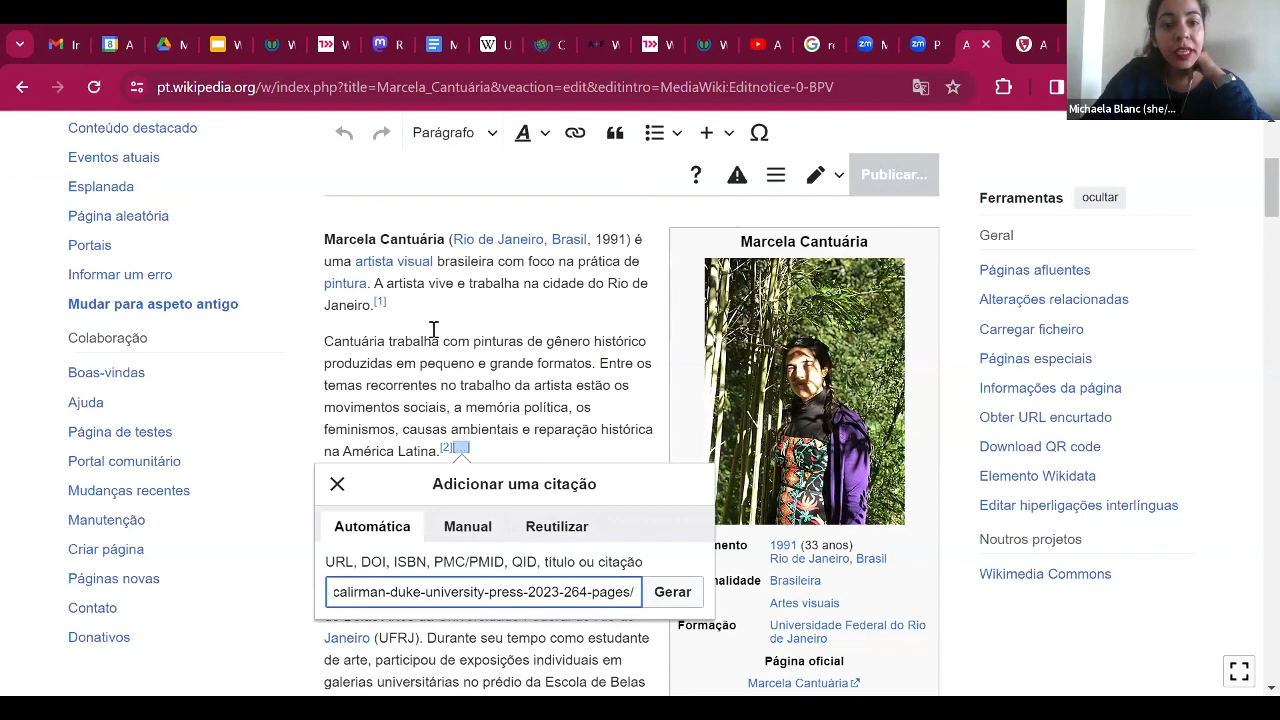 pt.wikipedia.org/w/index.php?title=Marcela_Cantuária&veaction=edit&editintro=MediaWiki:Editnotice-0-BPV
Michaela Blanc (she/...
Conteúdo destacado
Eventos atuais
Esplanada
Página aleatória
Portais
Informar um erro
Mudar para aspeto antigo
Colaboração
Boas-vindas
Ajuda
Página de testes
Portal comunitário
Mudanças recentes
Manutenção
Criar página
Páginas novas
Contato
Donativos
Parágrafo
Publicar...
Marcela Cantuária (Rio de Janeiro, Brasil, 1991) é
uma artista visual brasileira com foco na prática de
pintura. A artista vive e trabalha na cidade do Rio de
Janeiro.[1]
Cantuária trabalha com pinturas de gênero histórico
produzidas em pequeno e grande formatos. Entre os
temas recorrentes no trabalho da artista estão os
movimentos sociais, a memória política, os
feminismos, causas ambientais e reparação histórica
na América Latina.[2][...]
Adicionar uma citação
Automática Manual Reutilizar
URL, DOI, ISBN, PMC/PMID, QID, título ou citação
calirman-duke-university-press-2023-264-pages/ Gerar
Janeiro (UFRJ). Durante seu tempo como estudante
de arte, participou de exposições individuais em
galerias universitárias no prédio da Escola de Belas
Marcela Cantuária
mento 1991 (33 anos)
Rio de Janeiro, Brasil
nalidade Brasileira
Artes visuais
Formação Universidade Federal do Rio
de Janeiro
Página oficial
Marcela Cantuária
Ferramentas ocultar
Geral
Páginas afluentes
Alterações relacionadas
Carregar ficheiro
Páginas especiais
Informações da página
Obter URL encurtado
Download QR code
Elemento Wikidata
Editar hiperligações interlínguas
Noutros projetos
Wikimedia Commons